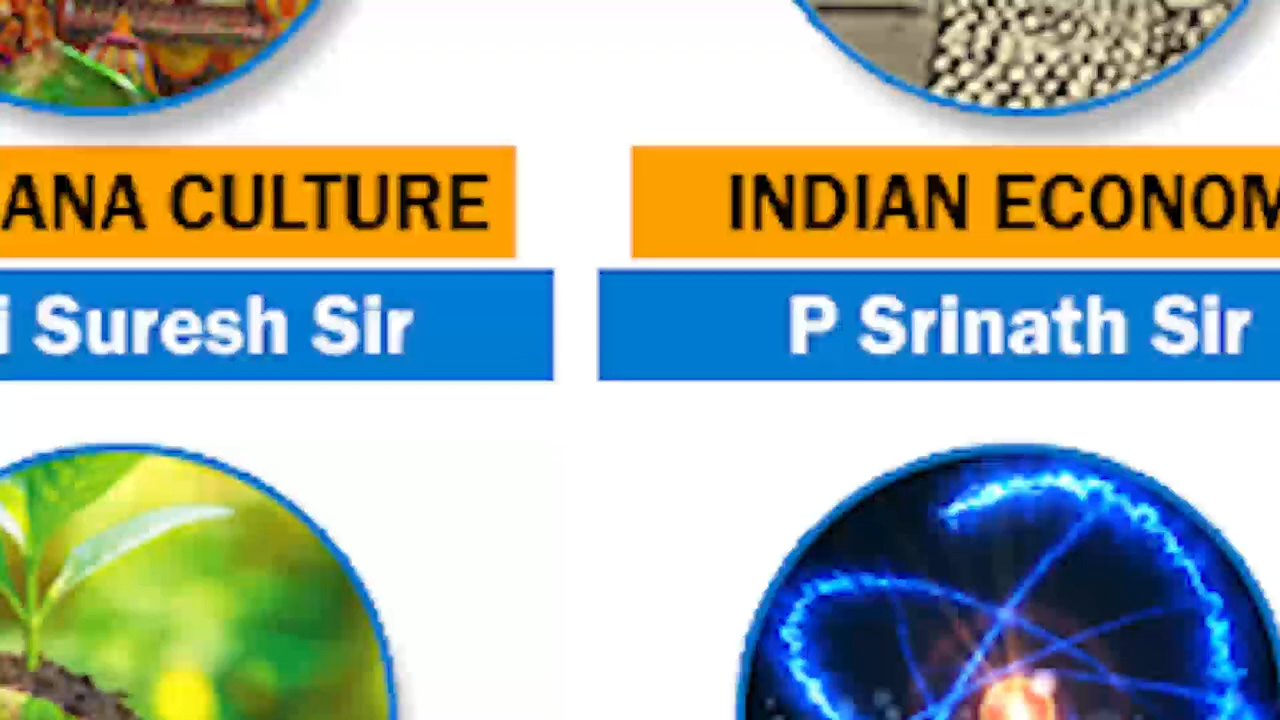 ANA CULTURE
INDIAN ECONOM
i Suresh Sir
P Srinath Sir